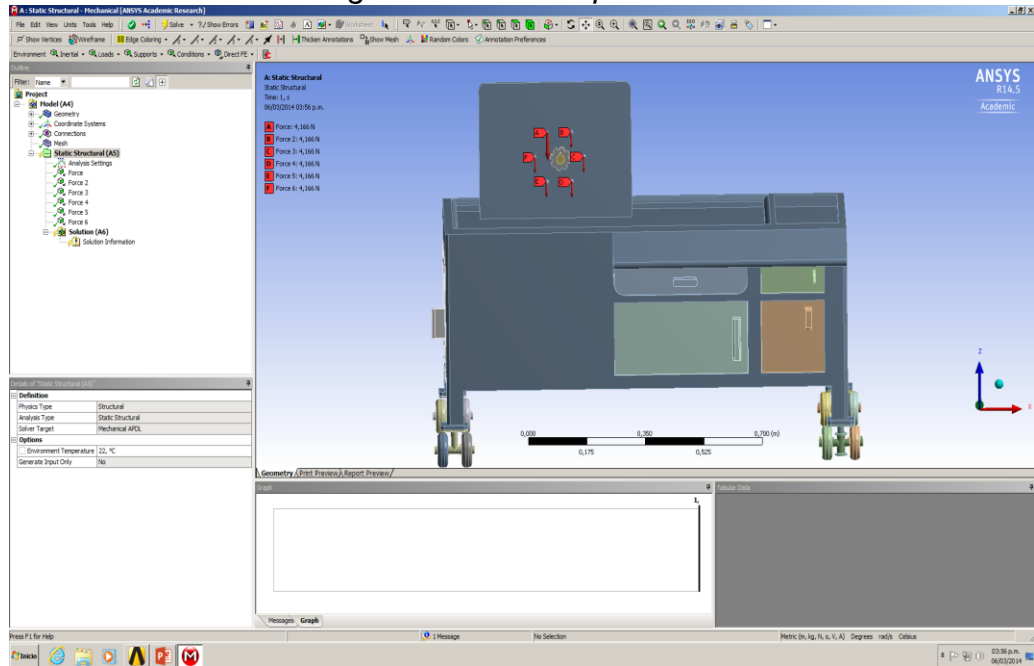 A : Static Structural - Mechanical [ANSYS Academic Research]
File Edit View Units Tools Help Solve ?/Show Errors Worksheet
Show Vertices Wireframe Edge Coloring Thicken Annotations Show Mesh Random Colors Annotation Preferences
Environment Inertial Loads Supports Conditions Direct FE
Outline
Filter: Name
Project
Model (A4)
Geometry
Coordinate Systems
Connections
Mesh
Static Structural (A5)
Analysis Settings
Force
Force 2
Force 3
Force 4
Force 5
Force 6
Solution (A6)
Solution Information
Details of "Static Structural (A5)"
Definition
Physics Type Structural
Analysis Type Static Structural
Solver Target Mechanical APDL
Options
Environment Temperature 22, °C
Generate Input Only No
A: Static Structural
Static Structural
Time: 1, s
06/03/2014 03:56 p.m.
A Force: 4,166 N
B Force 2: 4,166 N
C Force 3: 4,166 N
D Force 4: 4,166 N
E Force 5: 4,166 N
F Force 6: 4,166 N
ANSYS
R14.5
Academic
A B
F C
E D
Z
X
0,000 0,350 0,700 (m)
0,175 0,525
Geometry Print Preview Report Preview
Graph
1,
Tabular Data
Messages Graph
Press F1 for Help 1 Message No Selection Metric (m, kg, N, s, V, A) Degrees rad/s Celsius
Inicio
03:56 p.m.
06/03/2014